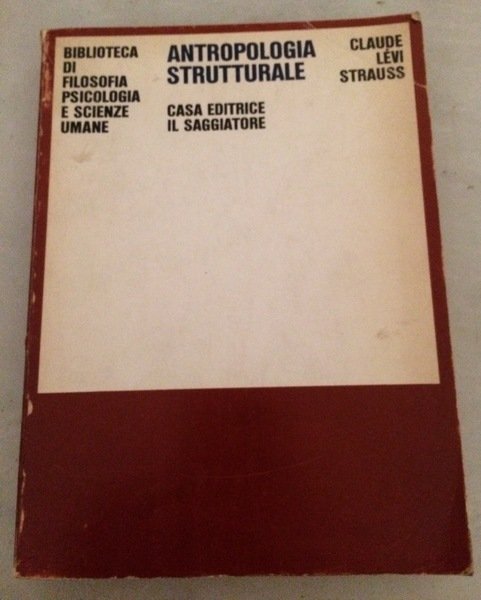 BIBLIOTECA
DI
FILOSOFIA
PSICOLOGIA
E SCIENZE
UMANE
ANTROPOLOGIA
STRUTTURALE
CASA EDITRICE
IL SAGGIATORE
CLAUDE
LÉVI
STRAUSS